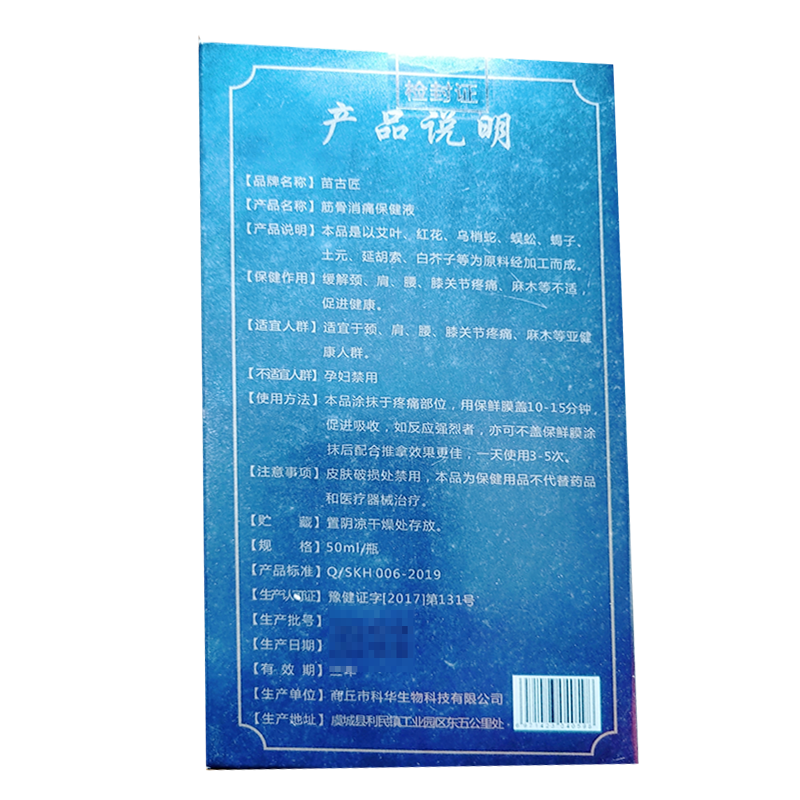 检封证
产品说明
【品牌名称】苗古匠
【产品名称】筋骨消痛保健液
【产品说明】本品是以艾叶、红花、乌梢蛇、蜈蚣、蝎子、
土元、延胡索、白芥子等为原料经加工而成。
【保健作用】缓解颈、肩、腰、膝关节疼痛、麻木等不适,
促进健康。
【适宜人群】适宜于颈、肩、腰、膝关节疼痛、麻木等亚健
康人群。
【不适宜人群】孕妇禁用
【使用方法】本品涂抹于疼痛部位，用保鲜膜盖10-15分钟，
促进吸收，如反应强烈者，亦可不盖保鲜膜涂
抹后配合推拿效果更佳，一天使用3-5次。
【注意事项】皮肤破损处禁用，本品为保健用品不代替药品
和医疗器械治疗。
【贮 藏】置阴凉干燥处存放。
【规 格】50ml/瓶
【产品标准】Q/SKH 006-2019
【生产认可证】豫健证字[2017]第131号
【生产批号】
【生产日期】
【有 效 期】
【生产单位】商丘市科华生物科技有限公司
【生产地址】虞城县利民镇工业园区东五公里处